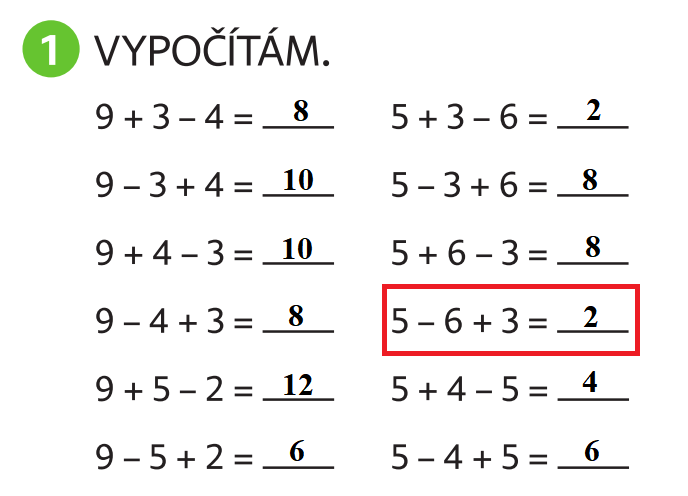 1 VYPOČÍTÁM.
9 + 3 – 4 = 8
5 + 3 – 6 = 2
9 – 3 + 4 = 10
5 – 3 + 6 = 8
9 + 4 – 3 = 10
5 + 6 – 3 = 8
9 – 4 + 3 = 8
5 – 6 + 3 = 2
9 + 5 – 2 = 12
5 + 4 – 5 = 4
9 – 5 + 2 = 6
5 – 4 + 5 = 6